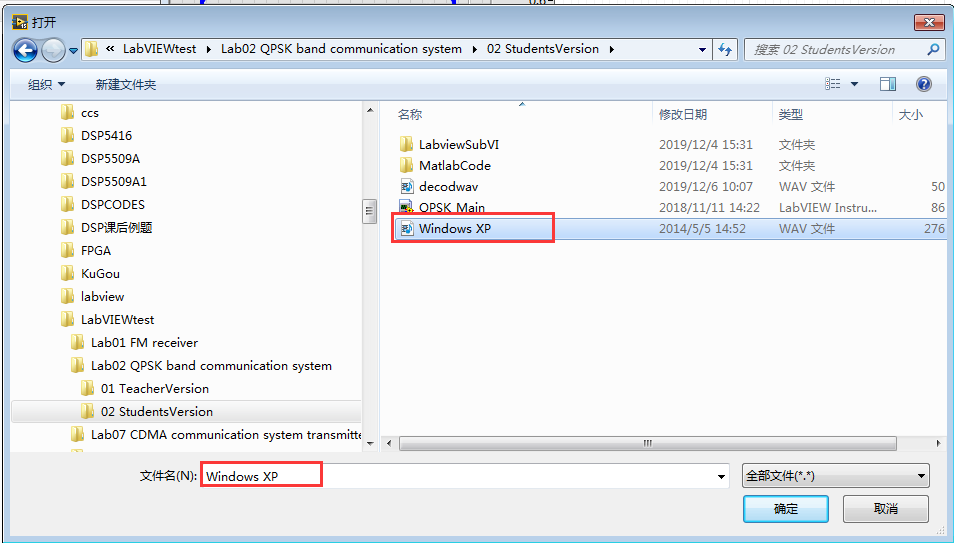 0.6
打开
« LabVIEWtest ▸ Lab02 QPSK band communication system ▸ 02 StudentsVersion ▸
搜索 02 StudentsVersion
组织 新建文件夹
ccs
DSP5416
DSP5509A
DSP5509A1
DSPCODES
DSP课后例题
FPGA
KuGou
labview
LabVIEWtest
Lab01 FM receiver
Lab02 QPSK band communication system
01 TeacherVersion
02 StudentsVersion
Lab07 CDMA communication system transmitte
名称 修改日期 类型 大小
LabviewSubVI 2019/12/4 15:31 文件夹
MatlabCode 2019/12/4 15:31 文件夹
decodwav 2019/12/6 10:07 WAV 文件 50
QPSK_Main 2018/11/11 14:22 LabVIEW Instru... 86
Windows XP 2014/5/5 14:52 WAV 文件 276
文件名(N): Windows XP
全部文件(*.*)
确定 取消